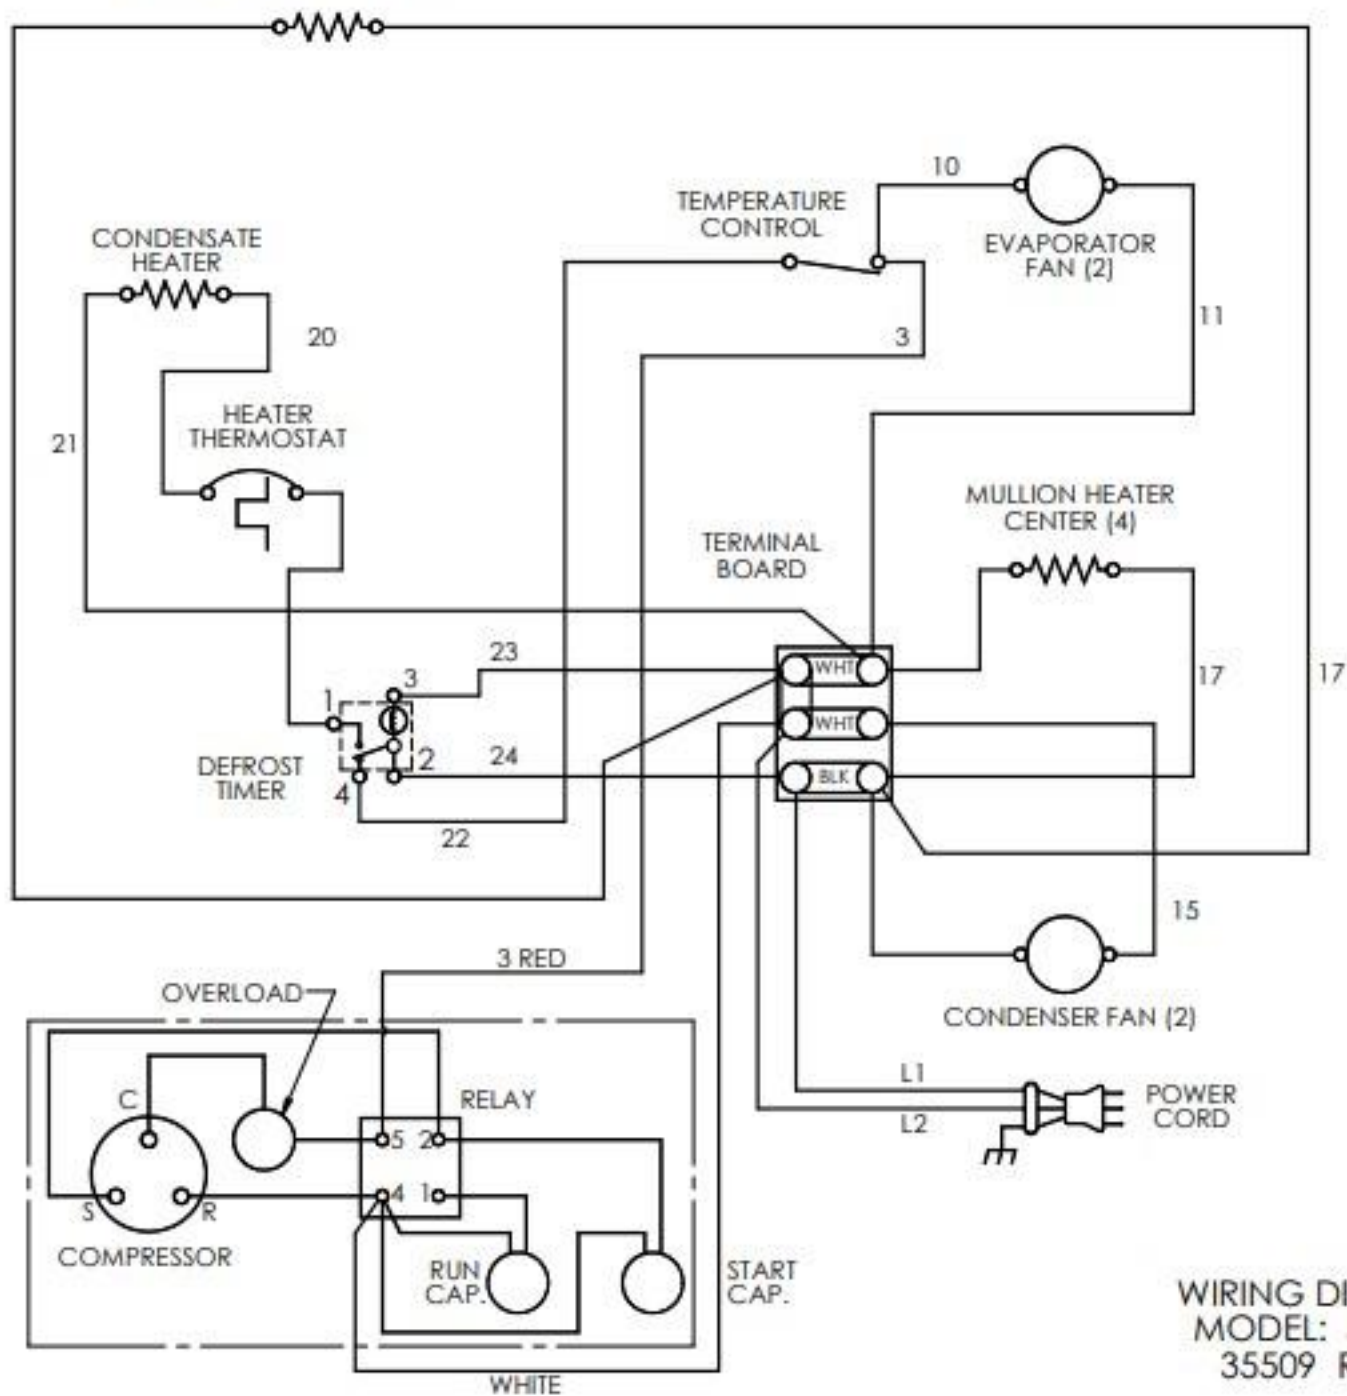 10
TEMPERATURE
CONTROL
EVAPORATOR
FAN (2)
CONDENSATE
HEATER
11
20
3
HEATER
THERMOSTAT
21
MULLION HEATER
CENTER (4)
TERMINAL
BOARD
23
WHT
17
17
3
1
WHT
2
24
BLK
DEFROST
TIMER
4
22
15
3 RED
OVERLOAD
CONDENSER FAN (2)
L1
POWER
CORD
L2
C
RELAY
5 2
S
R
4 1
COMPRESSOR
RUN
CAP.
START
CAP.
WHITE
WIRING
MODEL:
35509